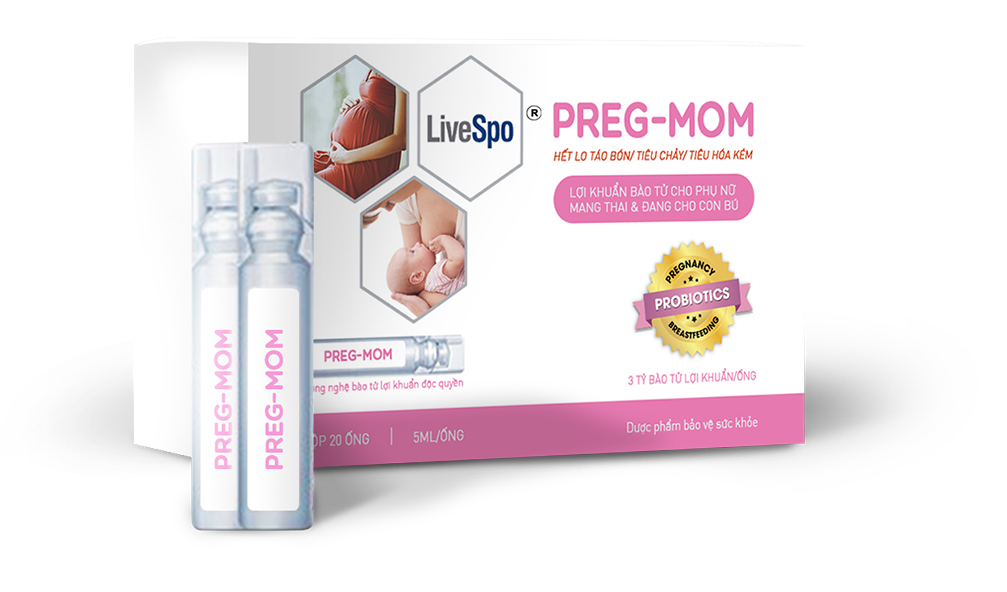 LiveSpo
®
PREG-MOM
HẾT LO TÁO BÓN/ TIÊU CHẢY/ TIÊU HÓA KÉM
LỢI KHUẨN BÀO TỬ CHO PHỤ NỮ
MANG THAI & ĐANG CHO CON BÚ
PREGNANCY
PROBIOTICS
BREASTFEEDING
PREG-MOM
nghệ bào tử lợi khuẩn độc quyền
3 TỶ BÀO TỬ LỢI KHUẨN/ỐNG
20 ỐNG | 5ML/ỐNG
Dược phẩm bảo vệ sức khỏe
PREG-MOM
PREG-MOM